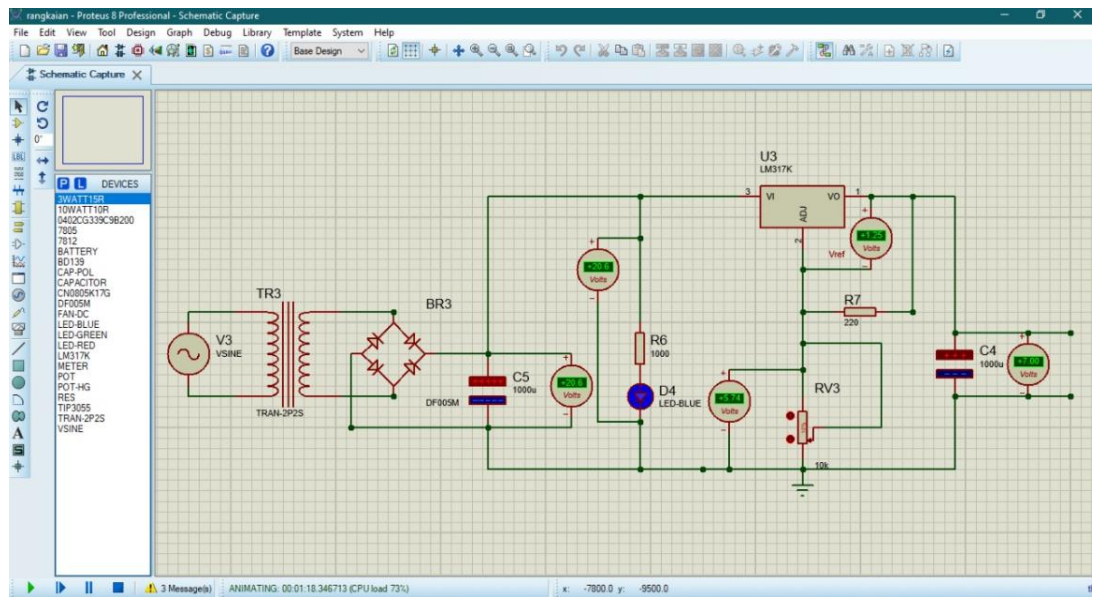 rangkaian - Proteus 8 Professional - Schematic Capture
File Edit View Tool Design Graph Debug Library Template System Help
Base Design
Schematic Capture
0°
P L DEVICES
3WATT15R
10WATT10R
0402CG339C9B200
7805
7812
BATTERY
BD139
CAP-POL
CAPACITOR
CN0805K17G
DF005M
FAN-DC
LED-BLUE
LED-GREEN
LED-RED
LM317K
METER
POT
POT-HG
RES
TIP3055
TRAN-2P2S
VSINE
U3
LM317K
3 VI VO 1
ADJ
2
+1.25
Volts
Vref
+20.6
Volts
R7
220
TR3
BR3
V3
VSINE
TRAN-2P2S
DF005M
C5
1000u
+20.6
Volts
R6
1000
D4
LED-BLUE
+5.74
Volts
RV3
10k
C4
1000u
+7.00
Volts
3 Message(s) ANIMATING: 00:01:18.346713 (CPU load 73%) x: -7800.0 y: -9500.0